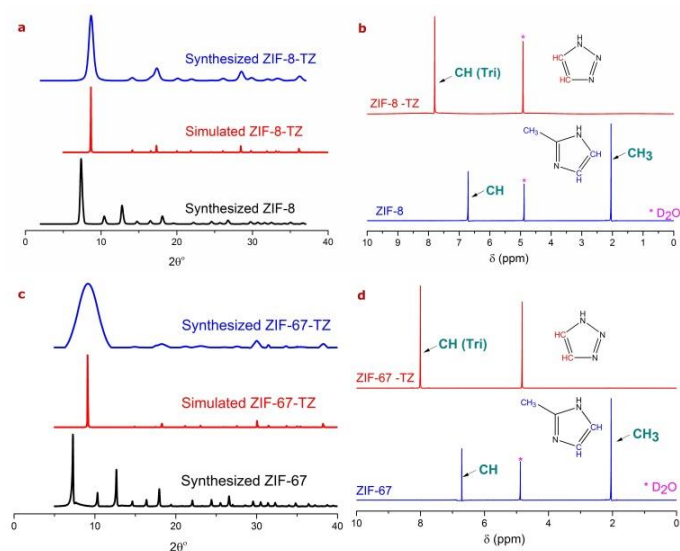 a
Synthesized ZIF-8-TZ
Simulated ZIF-8-TZ
Synthesized ZIF-8
0 10 20 30 40
2θ°
b
*
H
N
HC
N
HC
N
CH (Tri)
ZIF-8 -TZ
CH₃
H
N
CH
N
C
H
CH₃
CH
*
ZIF-8
* D₂O
10 9 8 7 6 5 4 3 2 1 0
δ (ppm)
c
Synthesized ZIF-67-TZ
Simulated ZIF-67-TZ
Synthesized ZIF-67
0 10 20 30 40
2θ°
d
H
N
HC
N
HC
N
CH (Tri)
ZIF-67 -TZ
CH₃
H
N
CH
N
C
H
CH₃
CH
*
ZIF-67
* D₂O
10 8 6 4 2 0
δ (ppm)